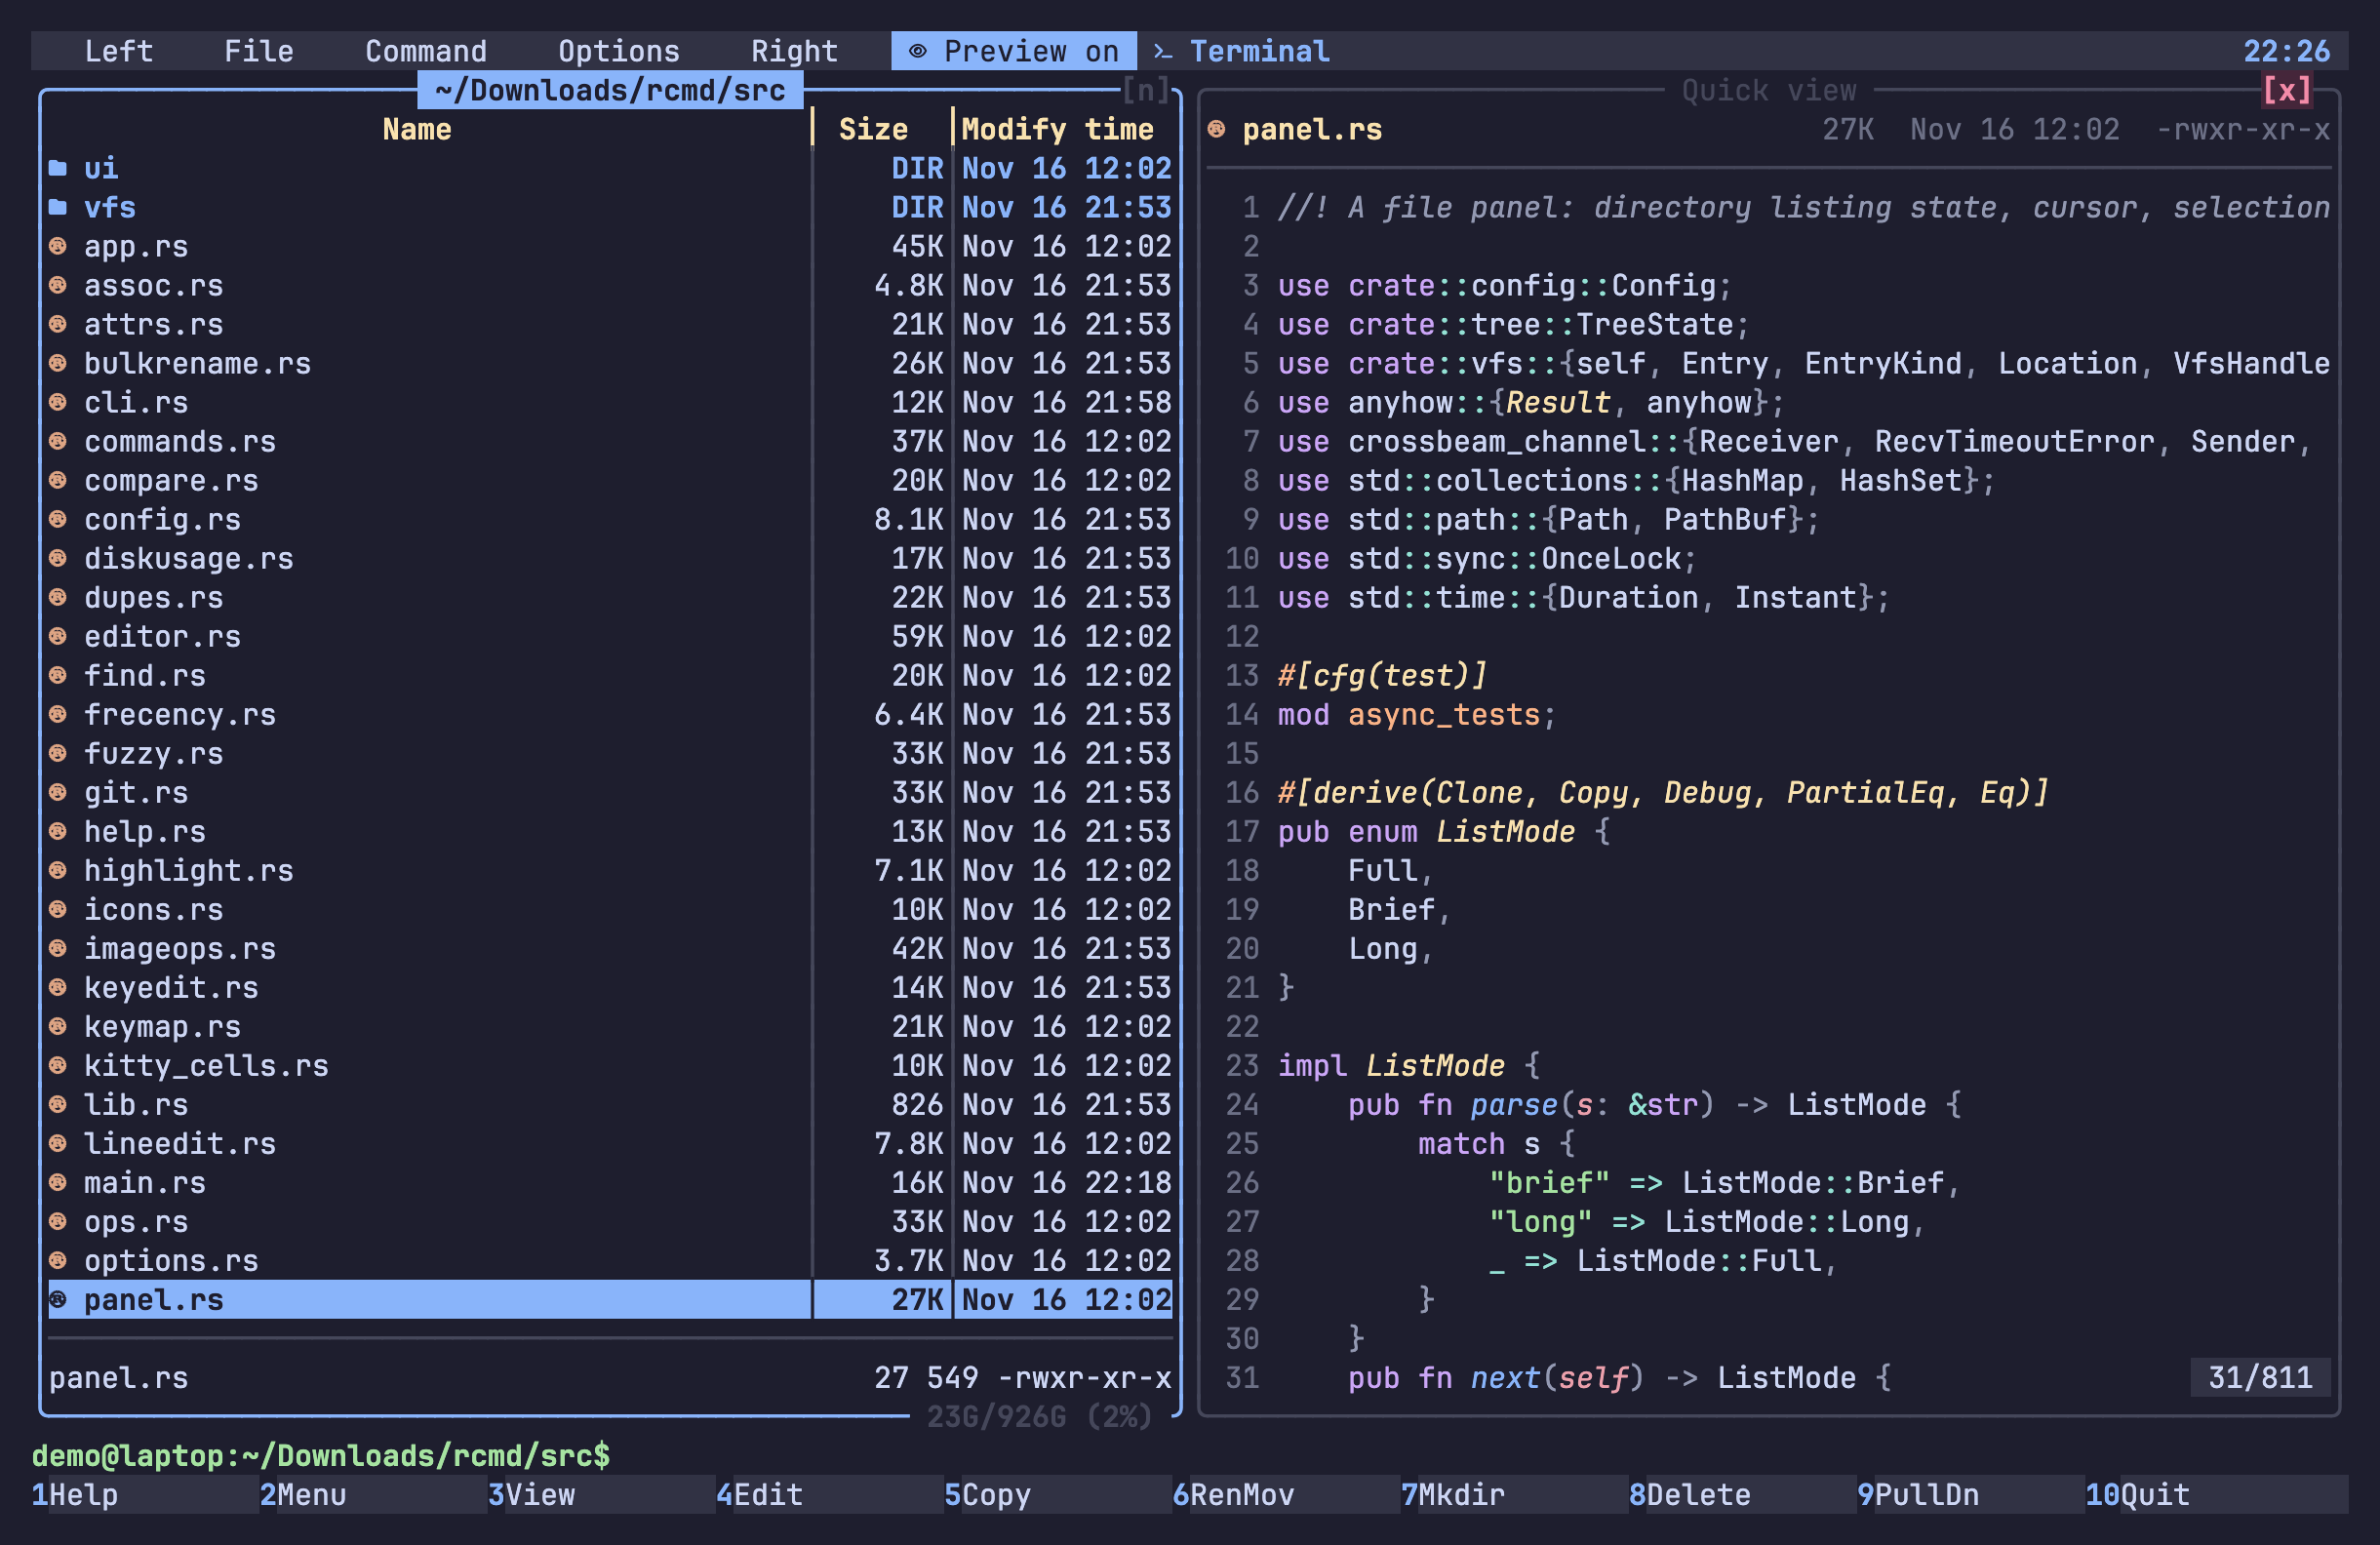 Left File Command Options Right Preview on Terminal 22:26
~/Downloads/rcmd/src [n]
Name Size Modify time
ui DIR Nov 16 12:02
vfs DIR Nov 16 21:53
app.rs 45K Nov 16 12:02
assoc.rs 4.8K Nov 16 21:53
attrs.rs 21K Nov 16 21:53
bulkrename.rs 26K Nov 16 21:53
cli.rs 12K Nov 16 21:58
commands.rs 37K Nov 16 12:02
compare.rs 20K Nov 16 12:02
config.rs 8.1K Nov 16 21:53
diskusage.rs 17K Nov 16 21:53
dupes.rs 22K Nov 16 21:53
editor.rs 59K Nov 16 12:02
find.rs 20K Nov 16 12:02
frecency.rs 6.4K Nov 16 21:53
fuzzy.rs 33K Nov 16 21:53
git.rs 33K Nov 16 21:53
help.rs 13K Nov 16 21:53
highlight.rs 7.1K Nov 16 12:02
icons.rs 10K Nov 16 12:02
imageops.rs 42K Nov 16 21:53
keyedit.rs 14K Nov 16 21:53
keymap.rs 21K Nov 16 12:02
kitty_cells.rs 10K Nov 16 12:02
lib.rs 826 Nov 16 21:53
lineedit.rs 7.8K Nov 16 12:02
main.rs 16K Nov 16 22:18
ops.rs 33K Nov 16 12:02
options.rs 3.7K Nov 16 12:02
panel.rs 27K Nov 16 12:02
panel.rs 27 549 -rwxr-xr-x
23G/926G (2%)
Quick view [x]
panel.rs 27K Nov 16 12:02 -rwxr-xr-x
1 //! A file panel: directory listing state, cursor, selection
2
3 use crate::config::Config;
4 use crate::tree::TreeState;
5 use crate::vfs::{self, Entry, EntryKind, Location, VfsHandle
6 use anyhow::{Result, anyhow};
7 use crossbeam_channel::{Receiver, RecvTimeoutError, Sender,
8 use std::collections::{HashMap, HashSet};
9 use std::path::{Path, PathBuf};
10 use std::sync::OnceLock;
11 use std::time::{Duration, Instant};
12
13 #[cfg(test)]
14 mod async_tests;
15
16 #[derive(Clone, Copy, Debug, PartialEq, Eq)]
17 pub enum ListMode {
18 Full,
19 Brief,
20 Long,
21 }
22
23 impl ListMode {
24 pub fn parse(s: &str) -> ListMode {
25 match s {
26 "brief" => ListMode::Brief,
27 "long" => ListMode::Long,
28 _ => ListMode::Full,
29 }
30 }
31 pub fn next(self) -> ListMode {
31/811
demo@laptop:~/Downloads/rcmd/src$
1Help 2Menu 3View 4Edit 5Copy 6RenMov 7Mkdir 8Delete 9PullDn 10Quit